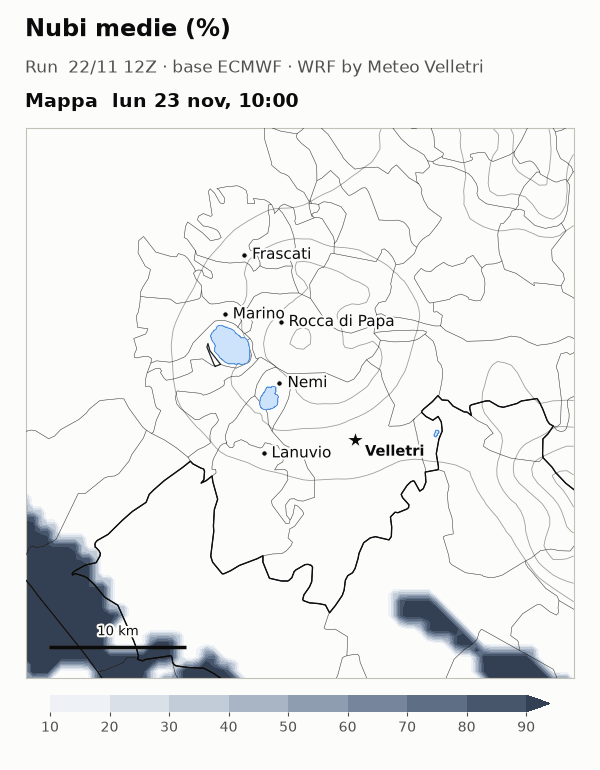 Nubi medie (%)
Run 22/11 12Z · base ECMWF · WRF by Meteo Velletri
Mappa lun 23 nov, 10:00
Frascati
Marino
Rocca di Papa
Nemi
Velletri
Lanuvio
10 km
10 20 30 40 50 60 70 80 90